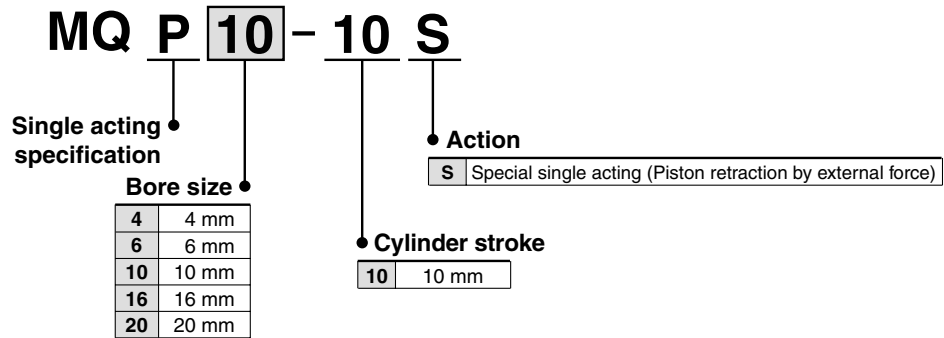 MQ P 10 - 10 S
Single acting
specification
Action
S Special single acting (Piston retraction by external force)
Bore size
4 4 mm
6 6 mm
10 10 mm
16 16 mm
20 20 mm
Cylinder stroke
10 10 mm